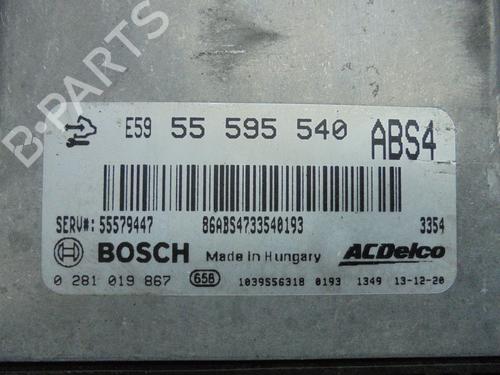 B-PARTS
E59 55 595 540 ABS4
SERV#: 55579447 86ABS4733540193 3354
BOSCH Made in Hungary ACDelco
0 281 019 867 658 1039S56318 0193 1349 13-12-20